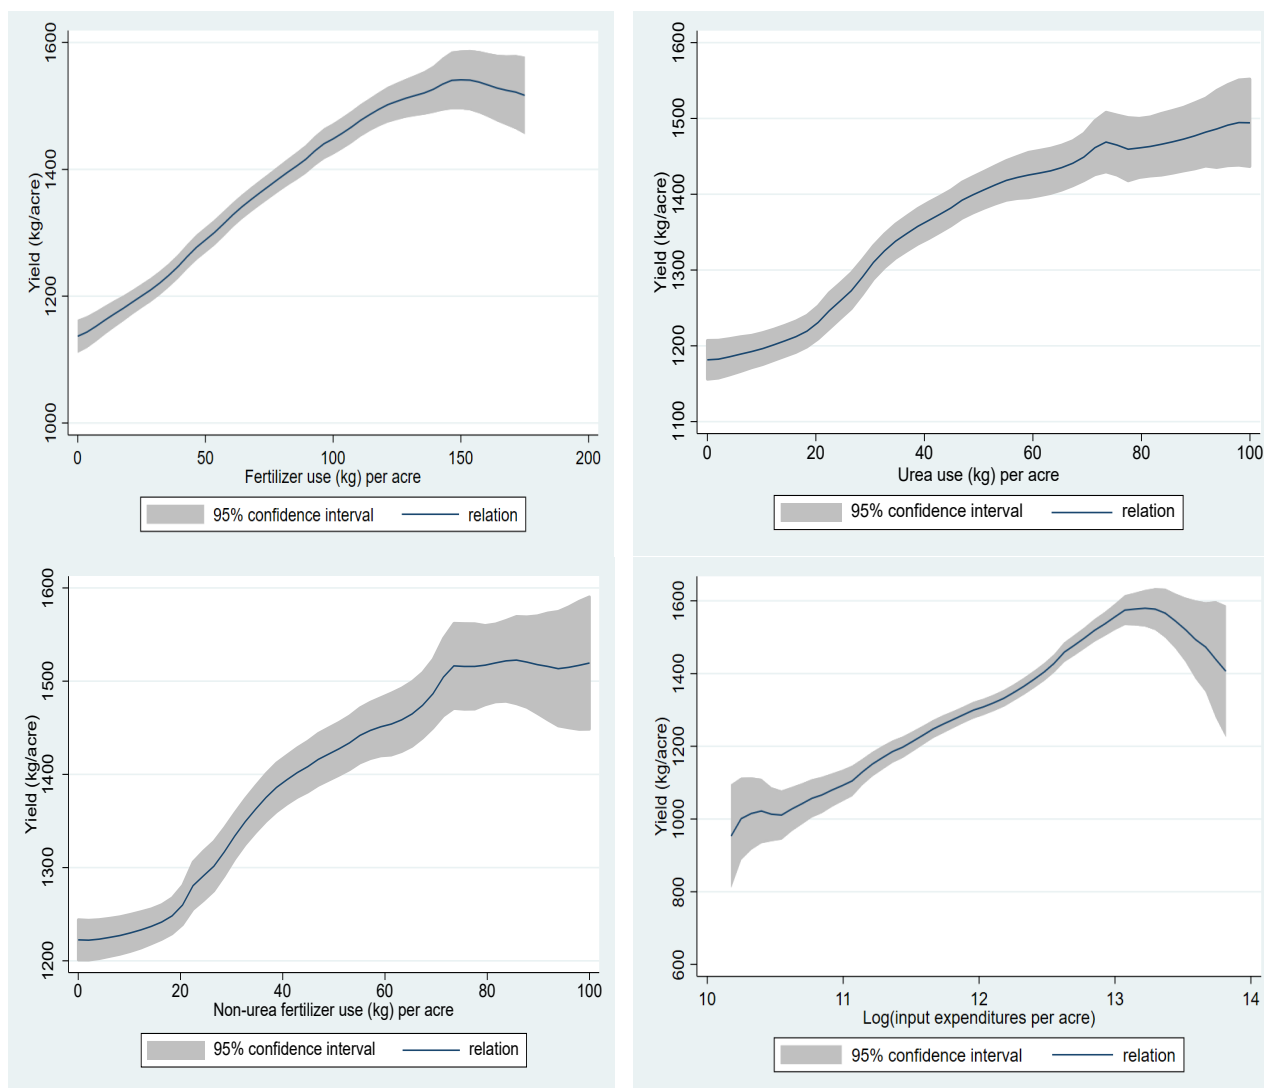 1600
1400
1200
1000
Yield (kg/acre)
0 50 100 150 200
Fertilizer use (kg) per acre
95% confidence interval relation
1600
1500
1400
1300
1200
1100
Yield (kg/acre)
0 20 40 60 80 100
Urea use (kg) per acre
95% confidence interval relation
1600
1500
1400
1300
1200
Yield (kg/acre)
0 20 40 60 80 100
Non-urea fertilizer use (kg) per acre
95% confidence interval relation
1600
1400
1200
1000
800
600
Yield (kg/acre)
10 11 12 13 14
Log(input expenditures per acre)
95% confidence interval relation